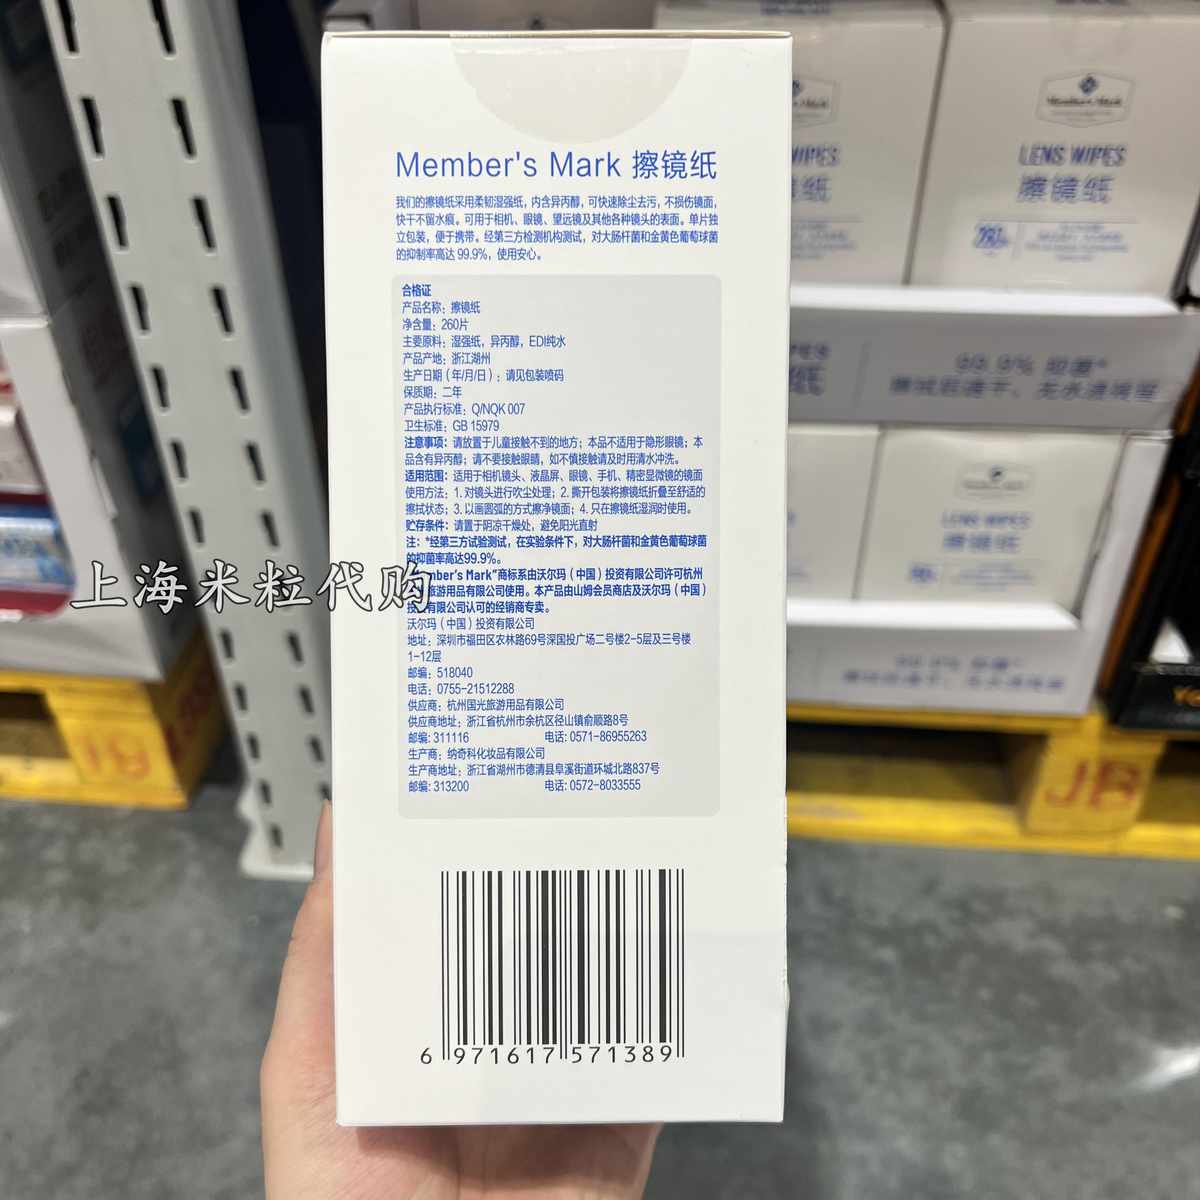 Member's Mark 擦镜纸
我们的擦镜纸采用柔韧湿强纸，内含异丙醇，可快速除尘去污，不损伤镜面，
快干不留水痕。可用于相机、眼镜、望远镜及其他各种镜头的表面。单片独
立包装，便于携带。经第三方检测机构测试，对大肠杆菌和金黄色葡萄球菌
的抑制率高达 99.9%，使用安心。
合格证
产品名称：擦镜纸
净含量：260片
主要原料：湿强纸，异丙醇，EDI纯水
产品产地：浙江湖州
生产日期（年/月/日）：请见包装喷码
保质期：二年
产品执行标准：Q/NQK 007
卫生标准：GB 15979
注意事项：请放置于儿童接触不到的地方；本品不适用于隐形眼镜；本
品含有异丙醇；请不要接触眼睛，如不慎接触请及时用清水冲洗。
适用范围：适用于相机镜头、液晶屏、眼镜、手机、精密显微镜的镜面
使用方法：1. 对镜头进行吹尘处理；2. 撕开包装将擦镜纸折叠至舒适的
擦拭状态；3. 以画圆弧的方式擦净镜面；4. 只在擦镜纸湿润时使用。
贮存条件：请置于阴凉干燥处，避免阳光直射
注：*经第三方试验测试，在实验条件下，对大肠杆菌和金黄色葡萄球菌
的抑菌率高达99.9%。
mber's Mark"商标系由沃尔玛（中国）投资有限公司许可杭州
旅游用品有限公司使用。本产品由山姆会员商店及沃尔玛（中国）
投 有限公司认可的经销商专卖。
沃尔玛（中国）投资有限公司
地址：深圳市福田区农林路69号深国投广场二号楼2-5层及三号楼
1-12层
邮编：518040
电话：0755-21512288
供应商：杭州国光旅游用品有限公司
供应商地址：浙江省杭州市余杭区径山镇俞顺路8号
邮编: 311116 电话: 0571-86955263
生产商：纳奇科化妆品有限公司
生产商地址：浙江省湖州市德清县阜溪街道环城北路837号
邮编: 313200 电话: 0572-8033555
6 971617 571389
上海米粒代购
Member's Mark
LENS WIPES
擦镜纸
260
WIPES
镜纸
99.9% 抑菌*
LENS WIPES
擦镜纸
JB